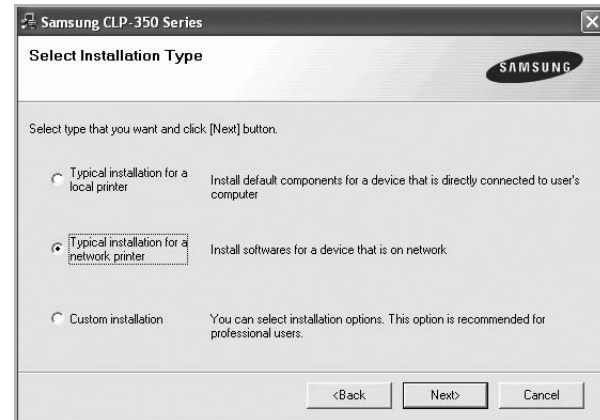 Samsung CLP-350 Series
Select Installation Type
SAMSUNG
Select type that you want and click [Next] button.
Typical installation for a
local printer
Install default components for a device that is directly connected to user's
computer
Typical installation for a
network printer
Install softwares for a device that is on network
Custom installation
You can select installation options. This option is recommended for
professional users.
<Back
Next>
Cancel